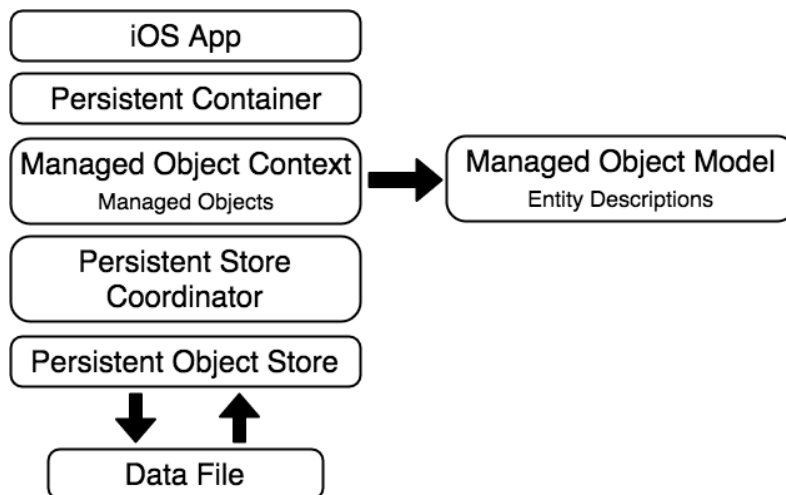 iOS App
Persistent Container
Managed Object Context
Managed Objects
Managed Object Model
Entity Descriptions
Persistent Store
Coordinator
Persistent Object Store
Data File